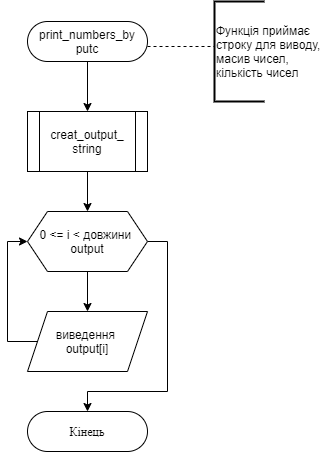 print_numbers_by
putc
Функція приймає
строку для виводу,
масив чисел,
кількість чисел
creat_output_
string
0 <= i < довжини
output
виведення
output[i]
Кінець